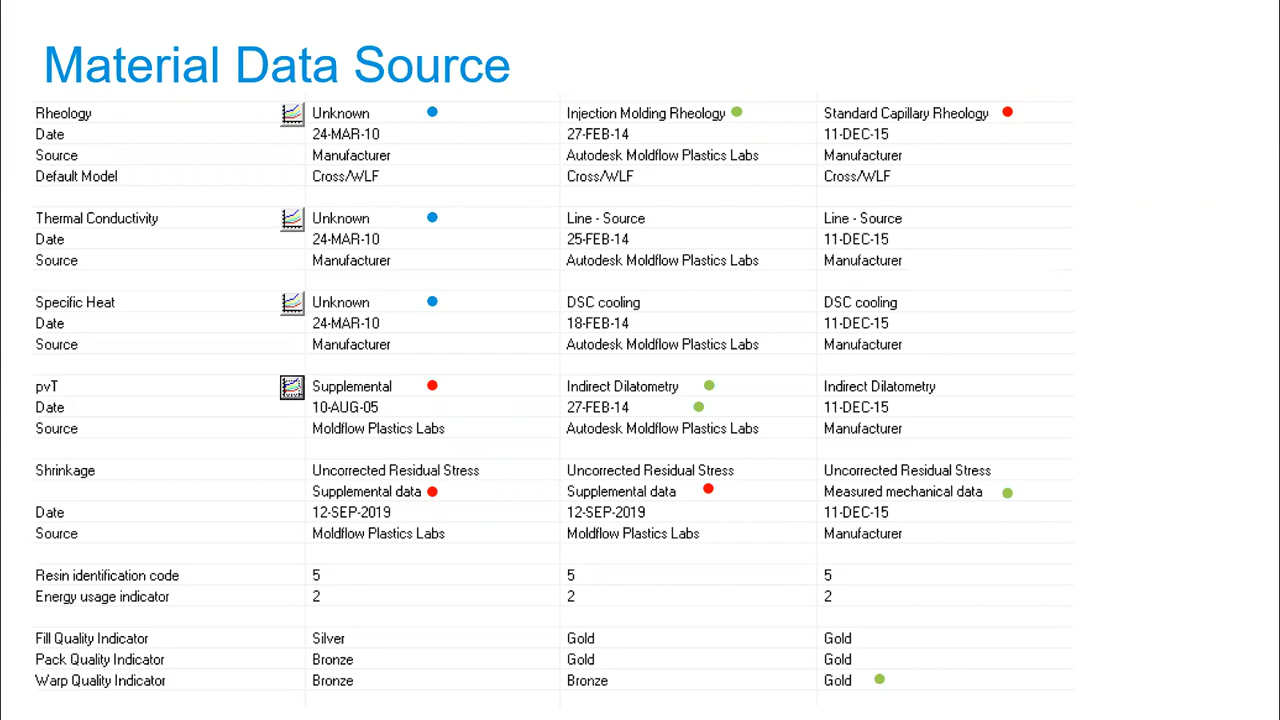 Material Data Source
Rheology Unknown Injection Molding Rheology Standard Capillary Rheology
Date 24-MAR-10 27-FEB-14 11-DEC-15
Source Manufacturer Autodesk Moldflow Plastics Labs Manufacturer
Default Model Cross/WLF Cross/WLF Cross/WLF
Thermal Conductivity Unknown Line - Source Line - Source
Date 24-MAR-10 25-FEB-14 11-DEC-15
Source Manufacturer Autodesk Moldflow Plastics Labs Manufacturer
Specific Heat Unknown DSC cooling DSC cooling
Date 24-MAR-10 18-FEB-14 11-DEC-15
Source Manufacturer Autodesk Moldflow Plastics Labs Manufacturer
pvT Supplemental Indirect Dilatometry Indirect Dilatometry
Date 10-AUG-05 27-FEB-14 11-DEC-15
Source Moldflow Plastics Labs Autodesk Moldflow Plastics Labs Manufacturer
Shrinkage Uncorrected Residual Stress Uncorrected Residual Stress Uncorrected Residual Stress
Supplemental data Supplemental data Measured mechanical data
Date 12-SEP-2019 12-SEP-2019 11-DEC-15
Source Moldflow Plastics Labs Moldflow Plastics Labs Manufacturer
Resin identification code 5 5 5
Energy usage indicator 2 2 2
Fill Quality Indicator Silver Gold Gold
Pack Quality Indicator Bronze Gold Gold
Warp Quality Indicator Bronze Bronze Gold